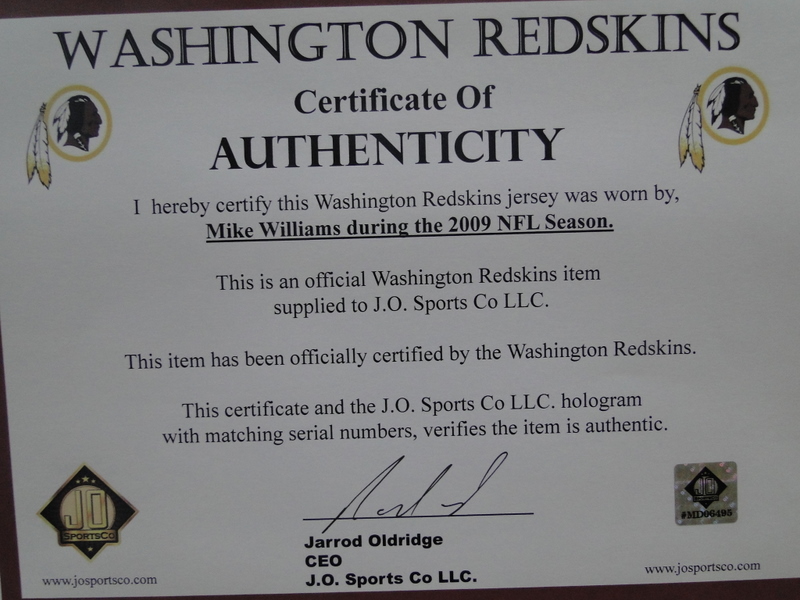 WASHINGTON REDSKINS
Certificate Of
AUTHENTICITY
I hereby certify this Washington Redskins jersey was worn by,
Mike Williams during the 2009 NFL Season.
This is an official Washington Redskins item
supplied to J.O. Sports Co LLC.
This item has been officially certified by the Washington Redskins.
This certificate and the J.O. Sports Co LLC. hologram
with matching serial numbers, verifies the item is authentic.
JO
SPORTSCO
#MD06495
Jarrod Oldridge
CEO
J.O. Sports Co LLC.
www.josportsco.com
www.josportsco.com